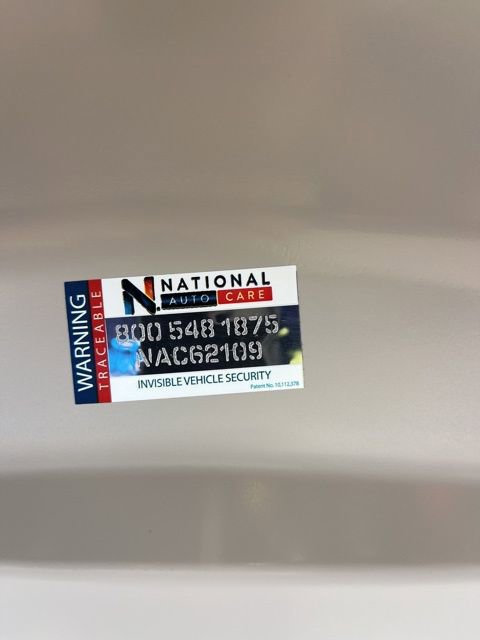 WARNING
TRACEABLE
N. NATIONAL
AUTO CARE
800 548 1875
NAC62109
INVISIBLE VEHICLE SECURITY
Patent No. 10,112,378